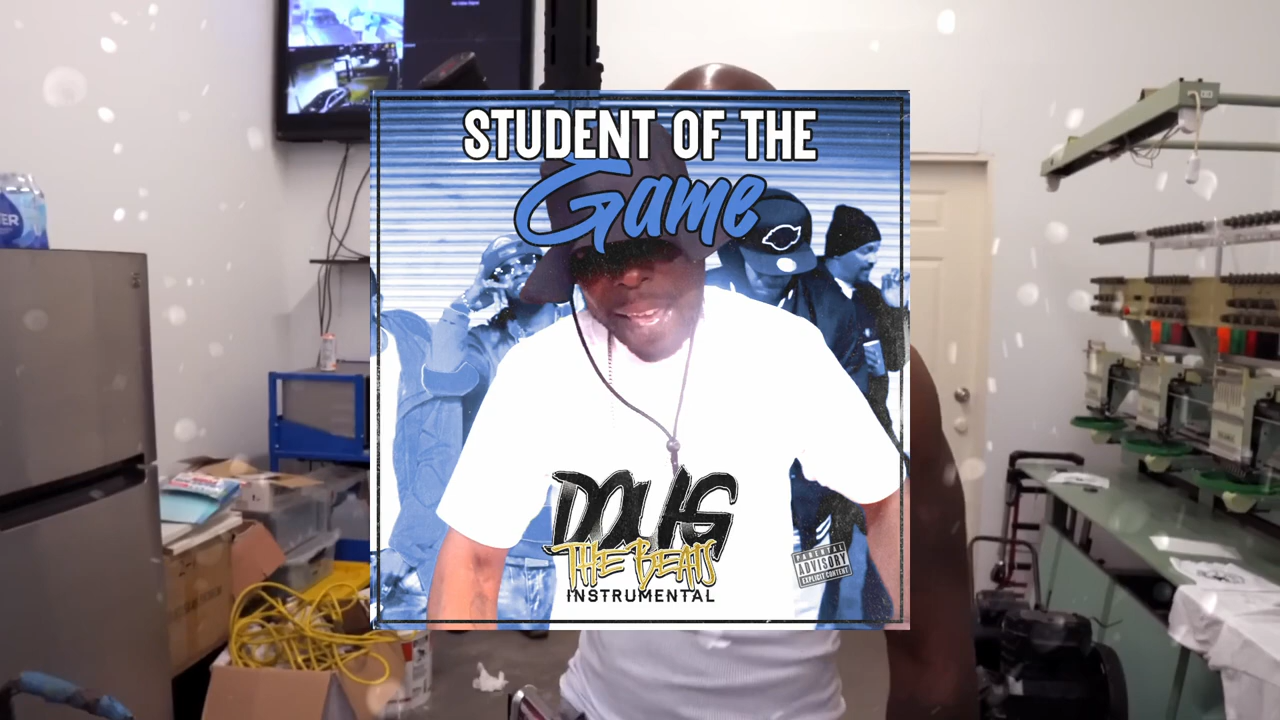 STUDENT OF THE
Game
DOUG
THE BEATS
INSTRUMENTAL
PARENTAL
ADVISORY
EXPLICIT CONTENT